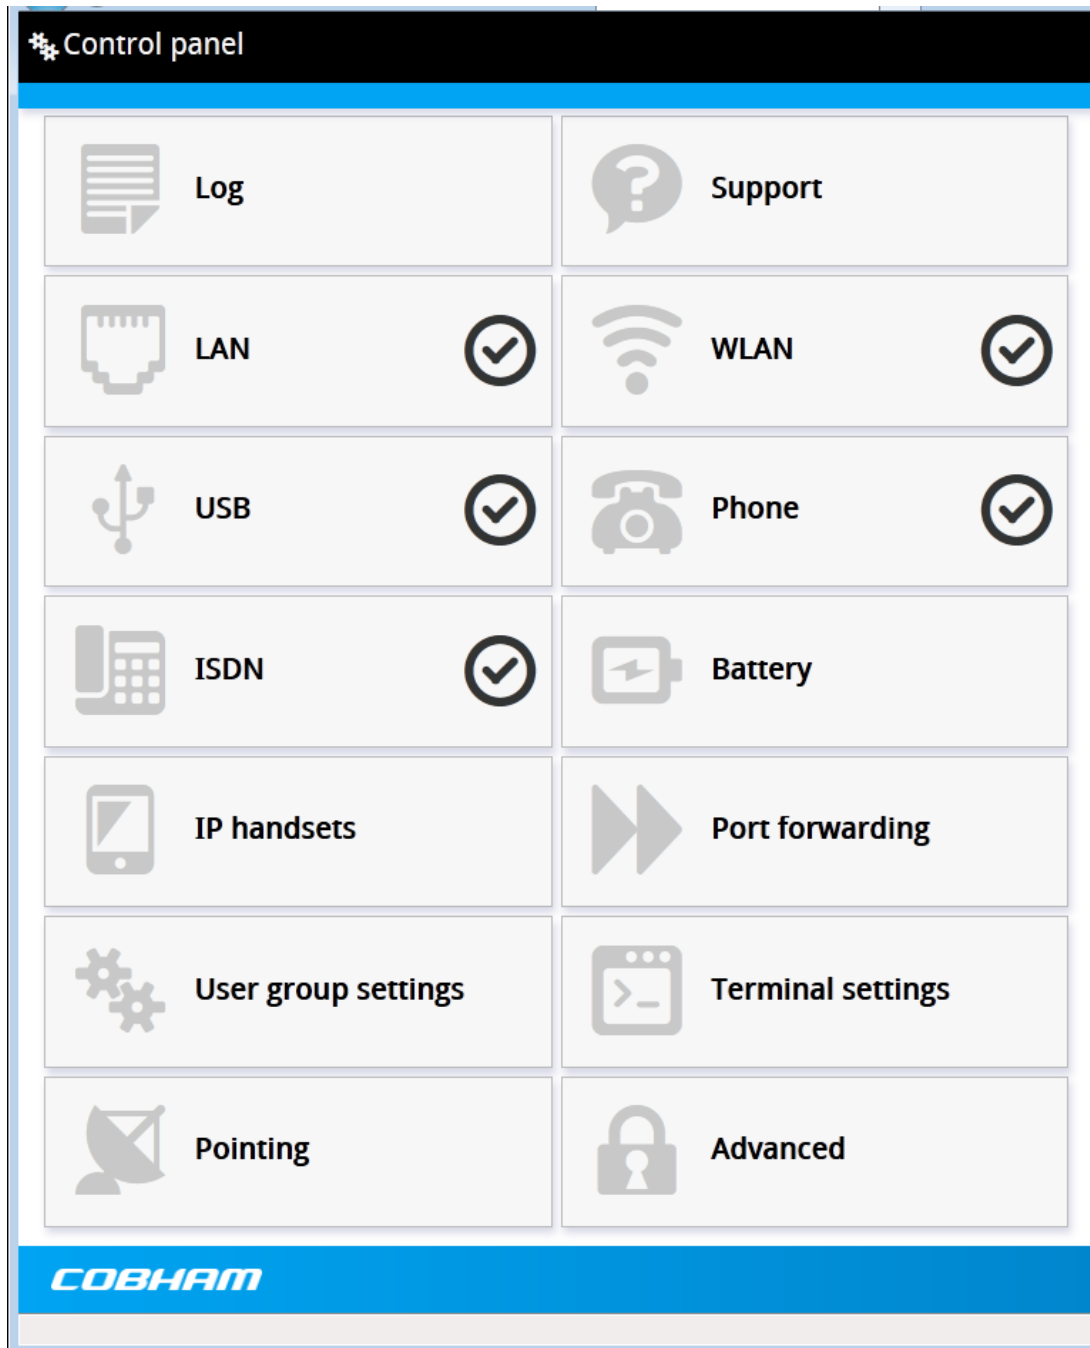 Control panel
Log
Support
LAN
WLAN
USB
Phone
ISDN
Battery
IP handsets
Port forwarding
User group settings
Terminal settings
Pointing
Advanced
COBHAM